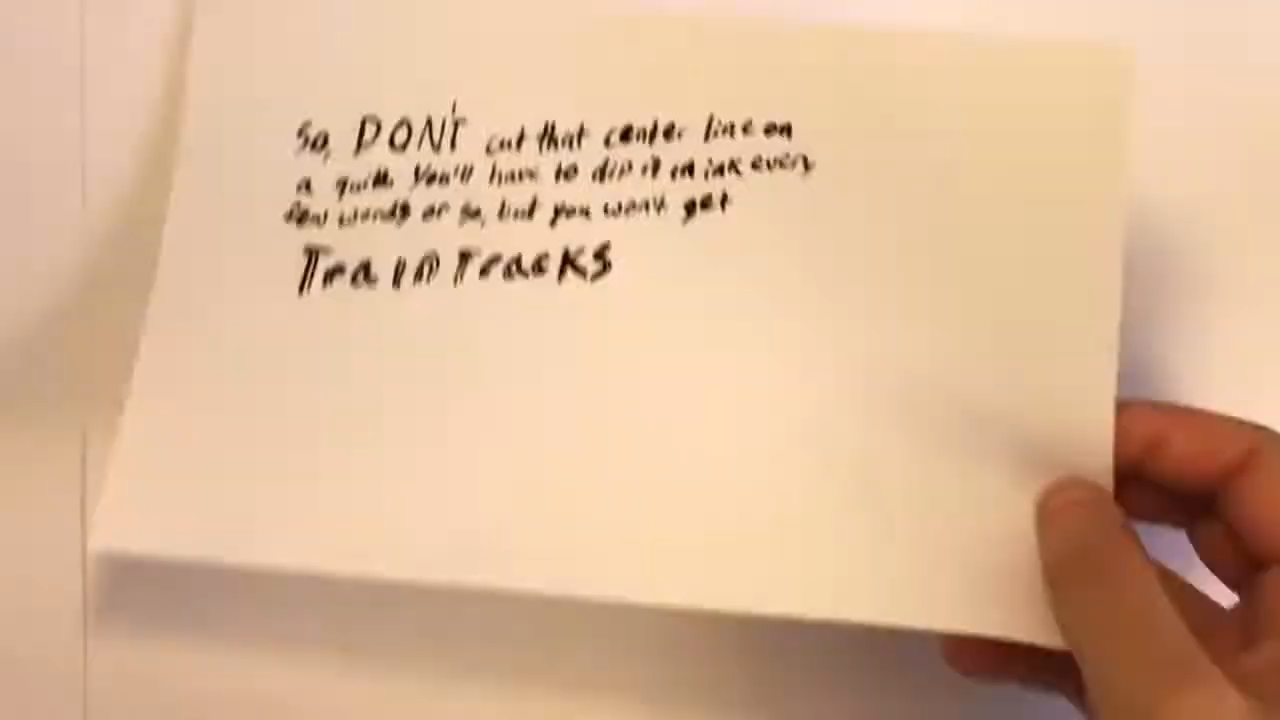 So, DON'T cut that center line on
a quill. You'll have to dip it in ink every
few words or so, but you won't get
Train Tracks